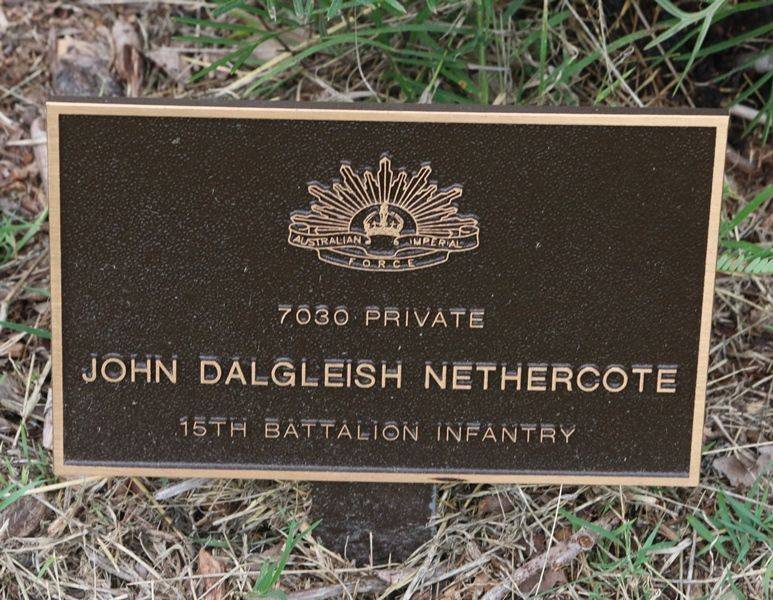 AUSTRALIAN IMPERIAL
FORCE
7030 PRIVATE
JOHN DALGLEISH NETHERCOTE
15TH BATTALION INFANTRY